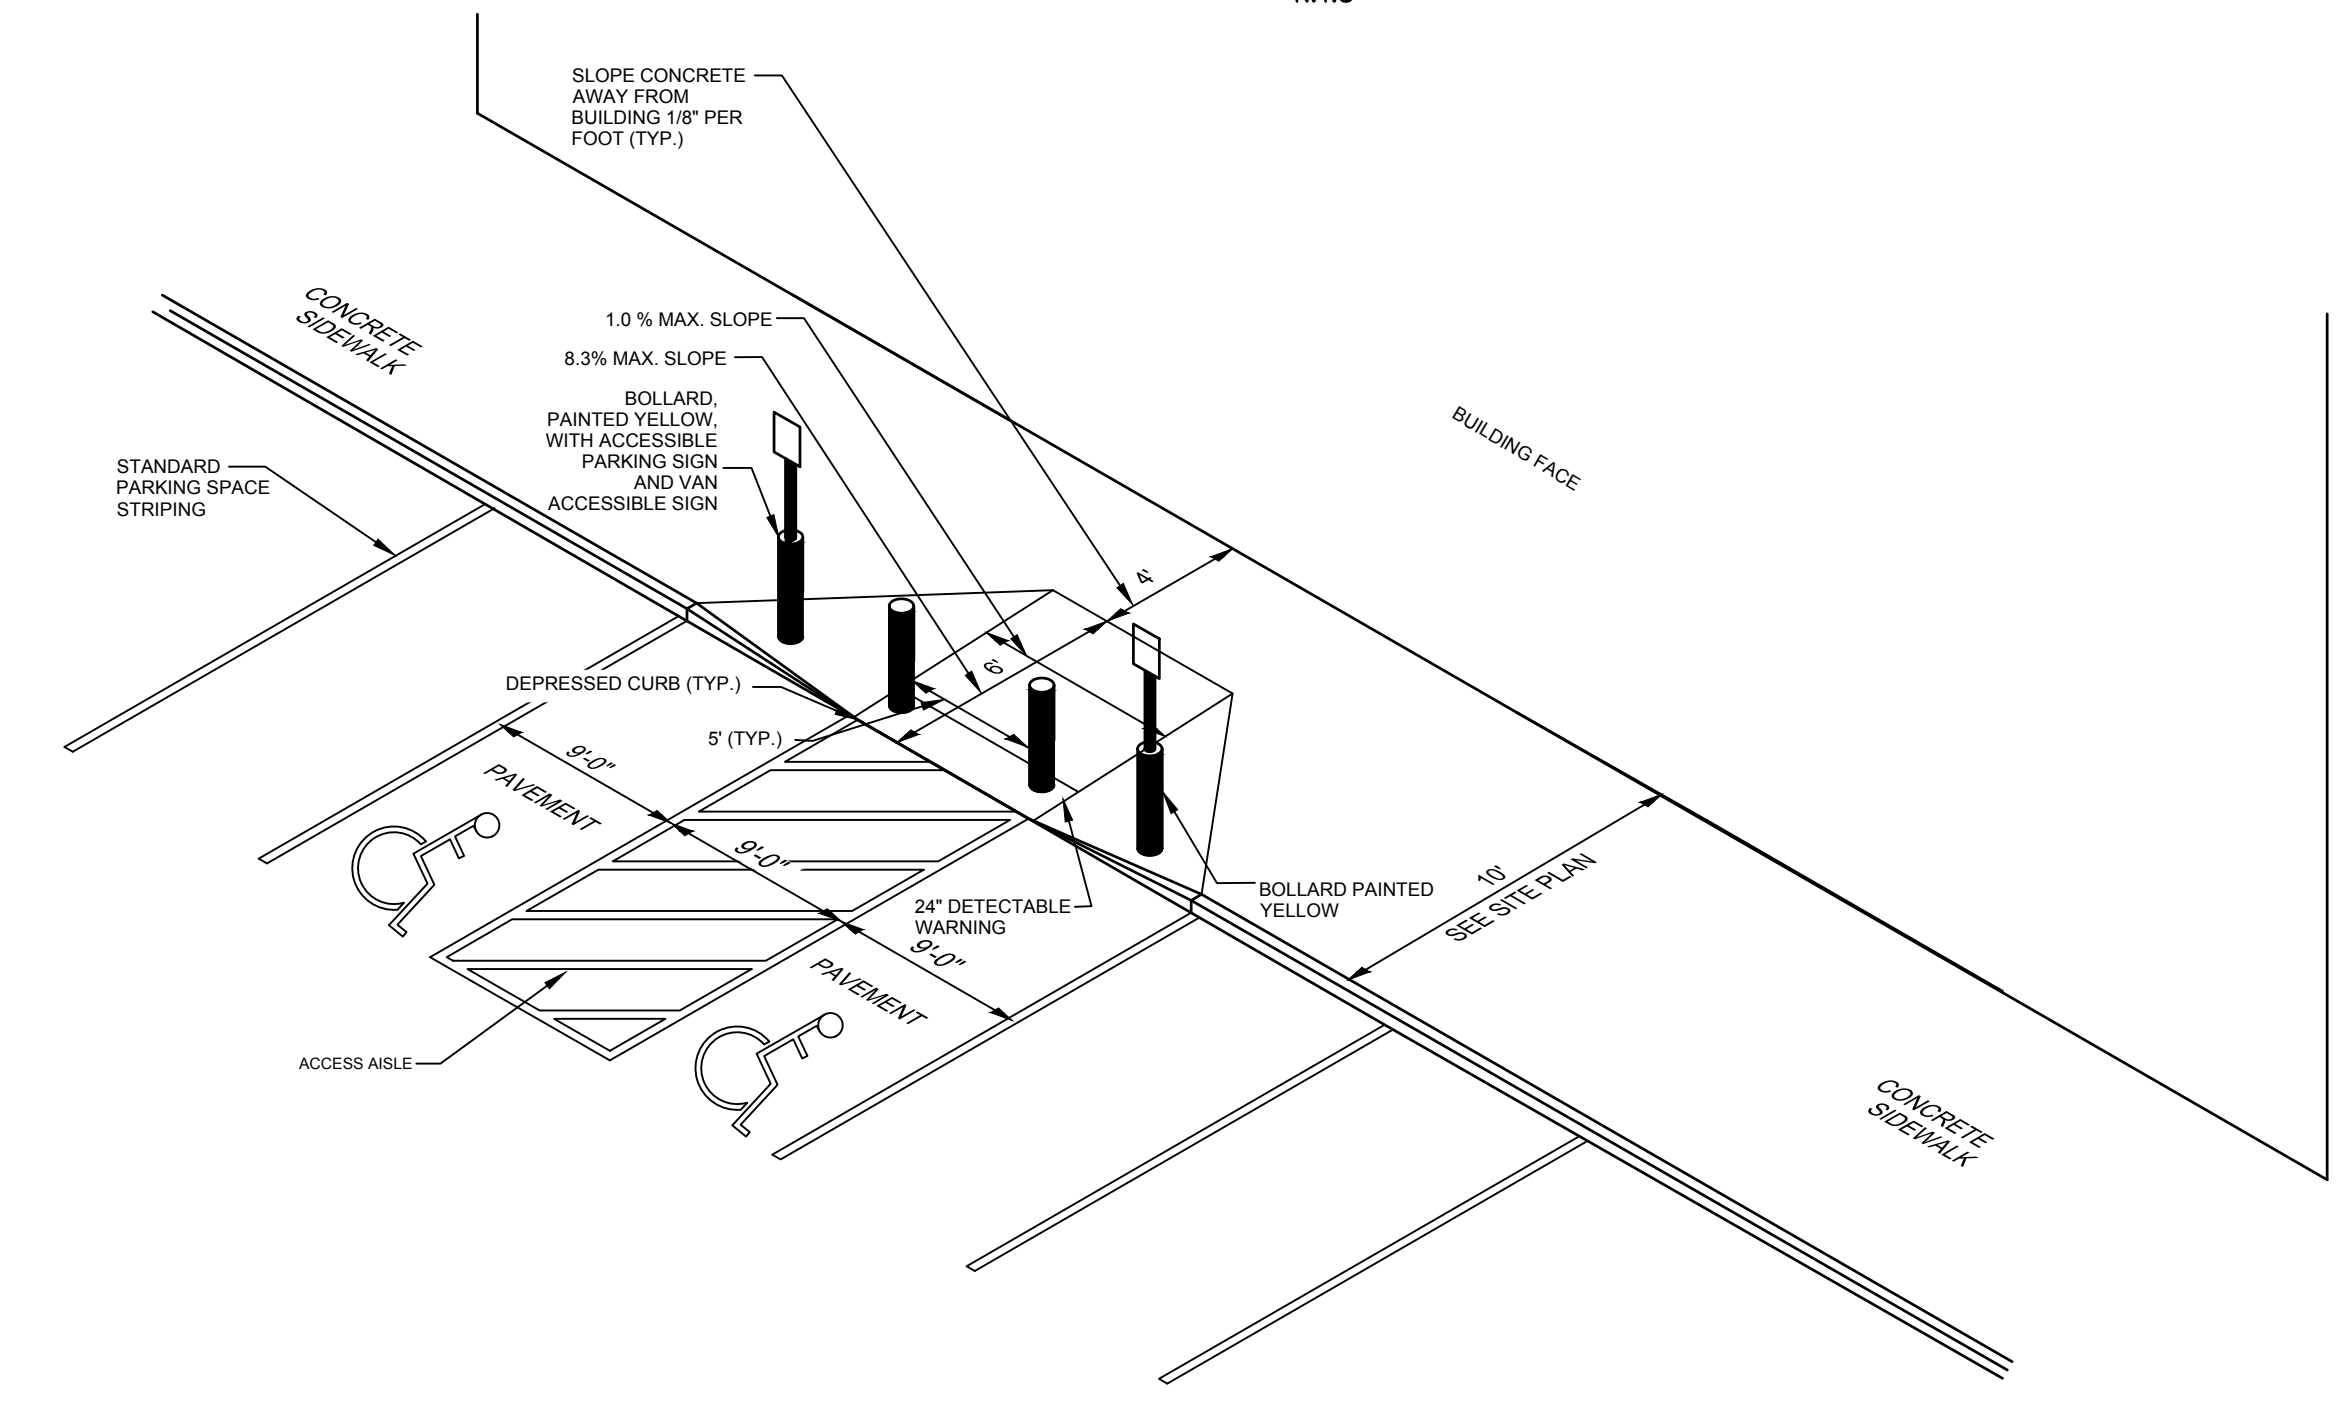 N.T.S
SLOPE CONCRETE
AWAY FROM
BUILDING 1/8" PER
FOOT (TYP.)
CONCRETE
SIDEWALK
1.0 % MAX. SLOPE
8.3% MAX. SLOPE
BOLLARD,
PAINTED YELLOW,
WITH ACCESSIBLE
PARKING SIGN
AND VAN
ACCESSIBLE SIGN
BUILDING FACE
STANDARD
PARKING SPACE
STRIPING
4'
6'
DEPRESSED CURB (TYP.)
5' (TYP.)
9'-0"
PAVEMENT
9'-0"
24" DETECTABLE
WARNING
BOLLARD PAINTED
YELLOW
10'
SEE SITE PLAN
9'-0"
PAVEMENT
ACCESS AISLE
CONCRETE
SIDEWALK